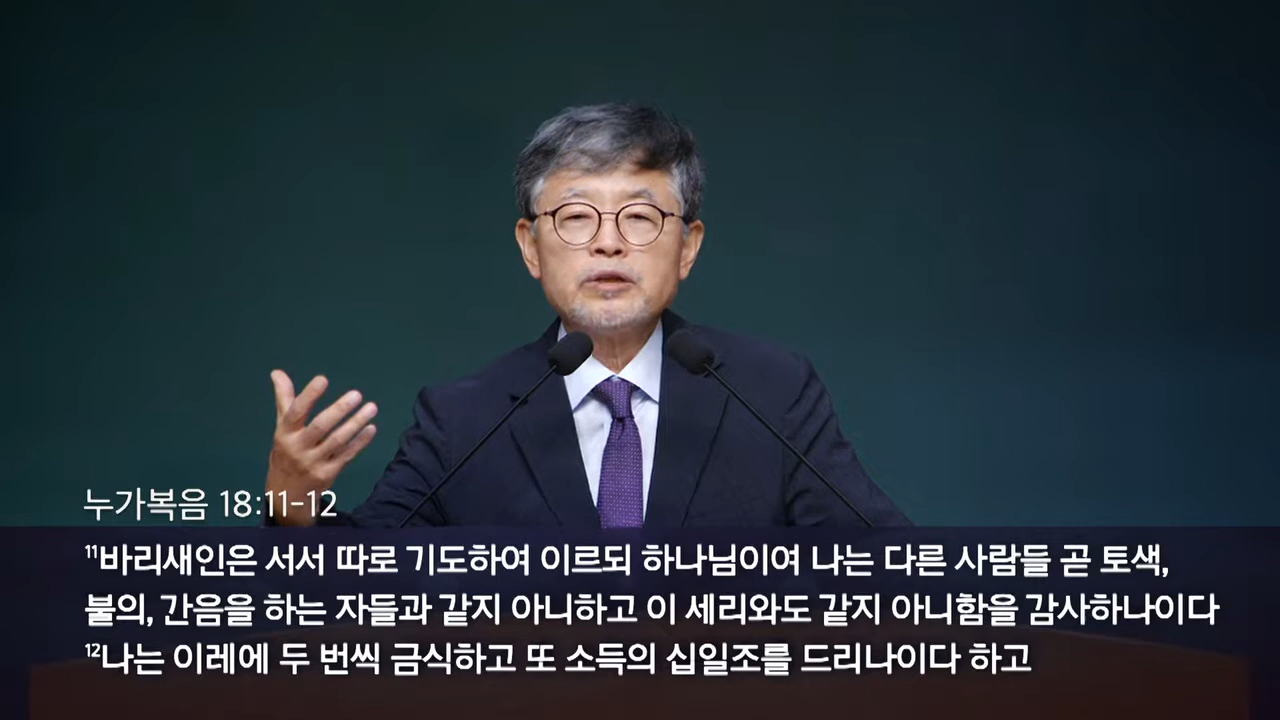 누가복음 18:11-12
¹¹바리새인은 서서 따로 기도하여 이르되 하나님이여 나는 다른 사람들 곧 토색,
불의, 간음을 하는 자들과 같지 아니하고 이 세리와도 같지 아니함을 감사하나이다
¹²나는 이레에 두 번씩 금식하고 또 소득의 십일조를 드리나이다 하고